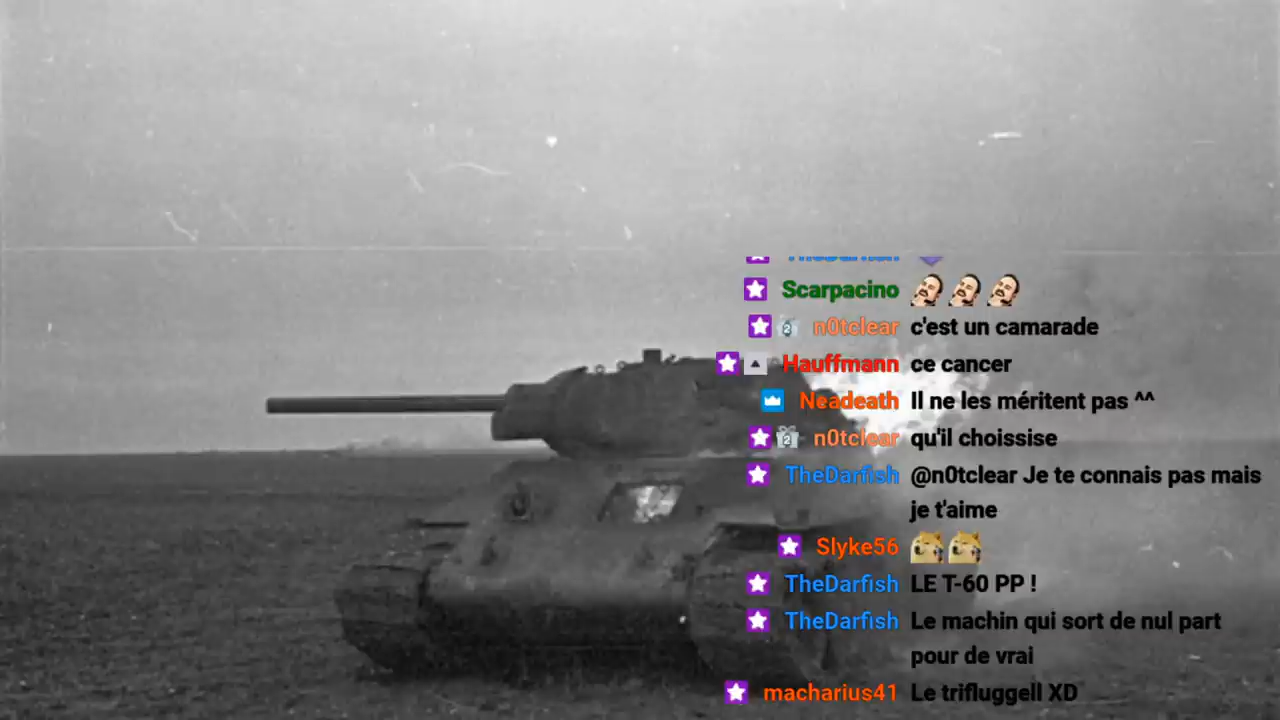 Scarpacino
n0tclear c'est un camarade
Hauffmann ce cancer
Neadeath Il ne les méritent pas ^^
2 n0tclear qu'il choissise
TheDarfish @n0tclear Je te connais pas mais
je t'aime
Slyke56
TheDarfish LE T-60 PP !
TheDarfish Le machin qui sort de nul part
pour de vrai
macharius41 Le trifluggell XD